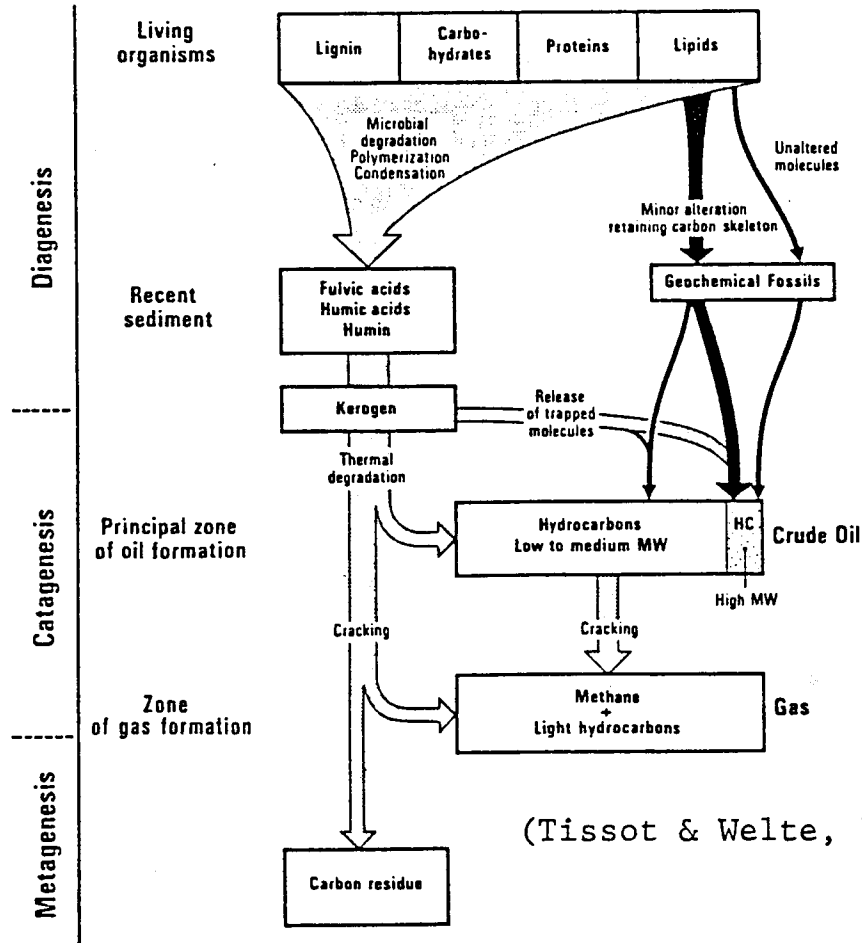 Living
organisms
Lignin
Carbo-
hydrates
Proteins
Lipids
Microbial
degradation
Polymerization
Condensation
Unaltered
molecules
Minor alteration
retaining carbon skeleton
Diagenesis
Recent
sediment
Fulvic acids
Humic acids
Humin
Geochemical Fossils
Kerogen
Release
of trapped
molecules
Thermal
degradation
Catagenesis
Principal zone
of oil formation
Hydrocarbons
Low to medium MW
HC
Crude Oil
High MW
Cracking
Cracking
Zone
of gas formation
Methane
+
Light hydrocarbons
Gas
Metagenesis
(Tissot & Welte,
Carbon residue